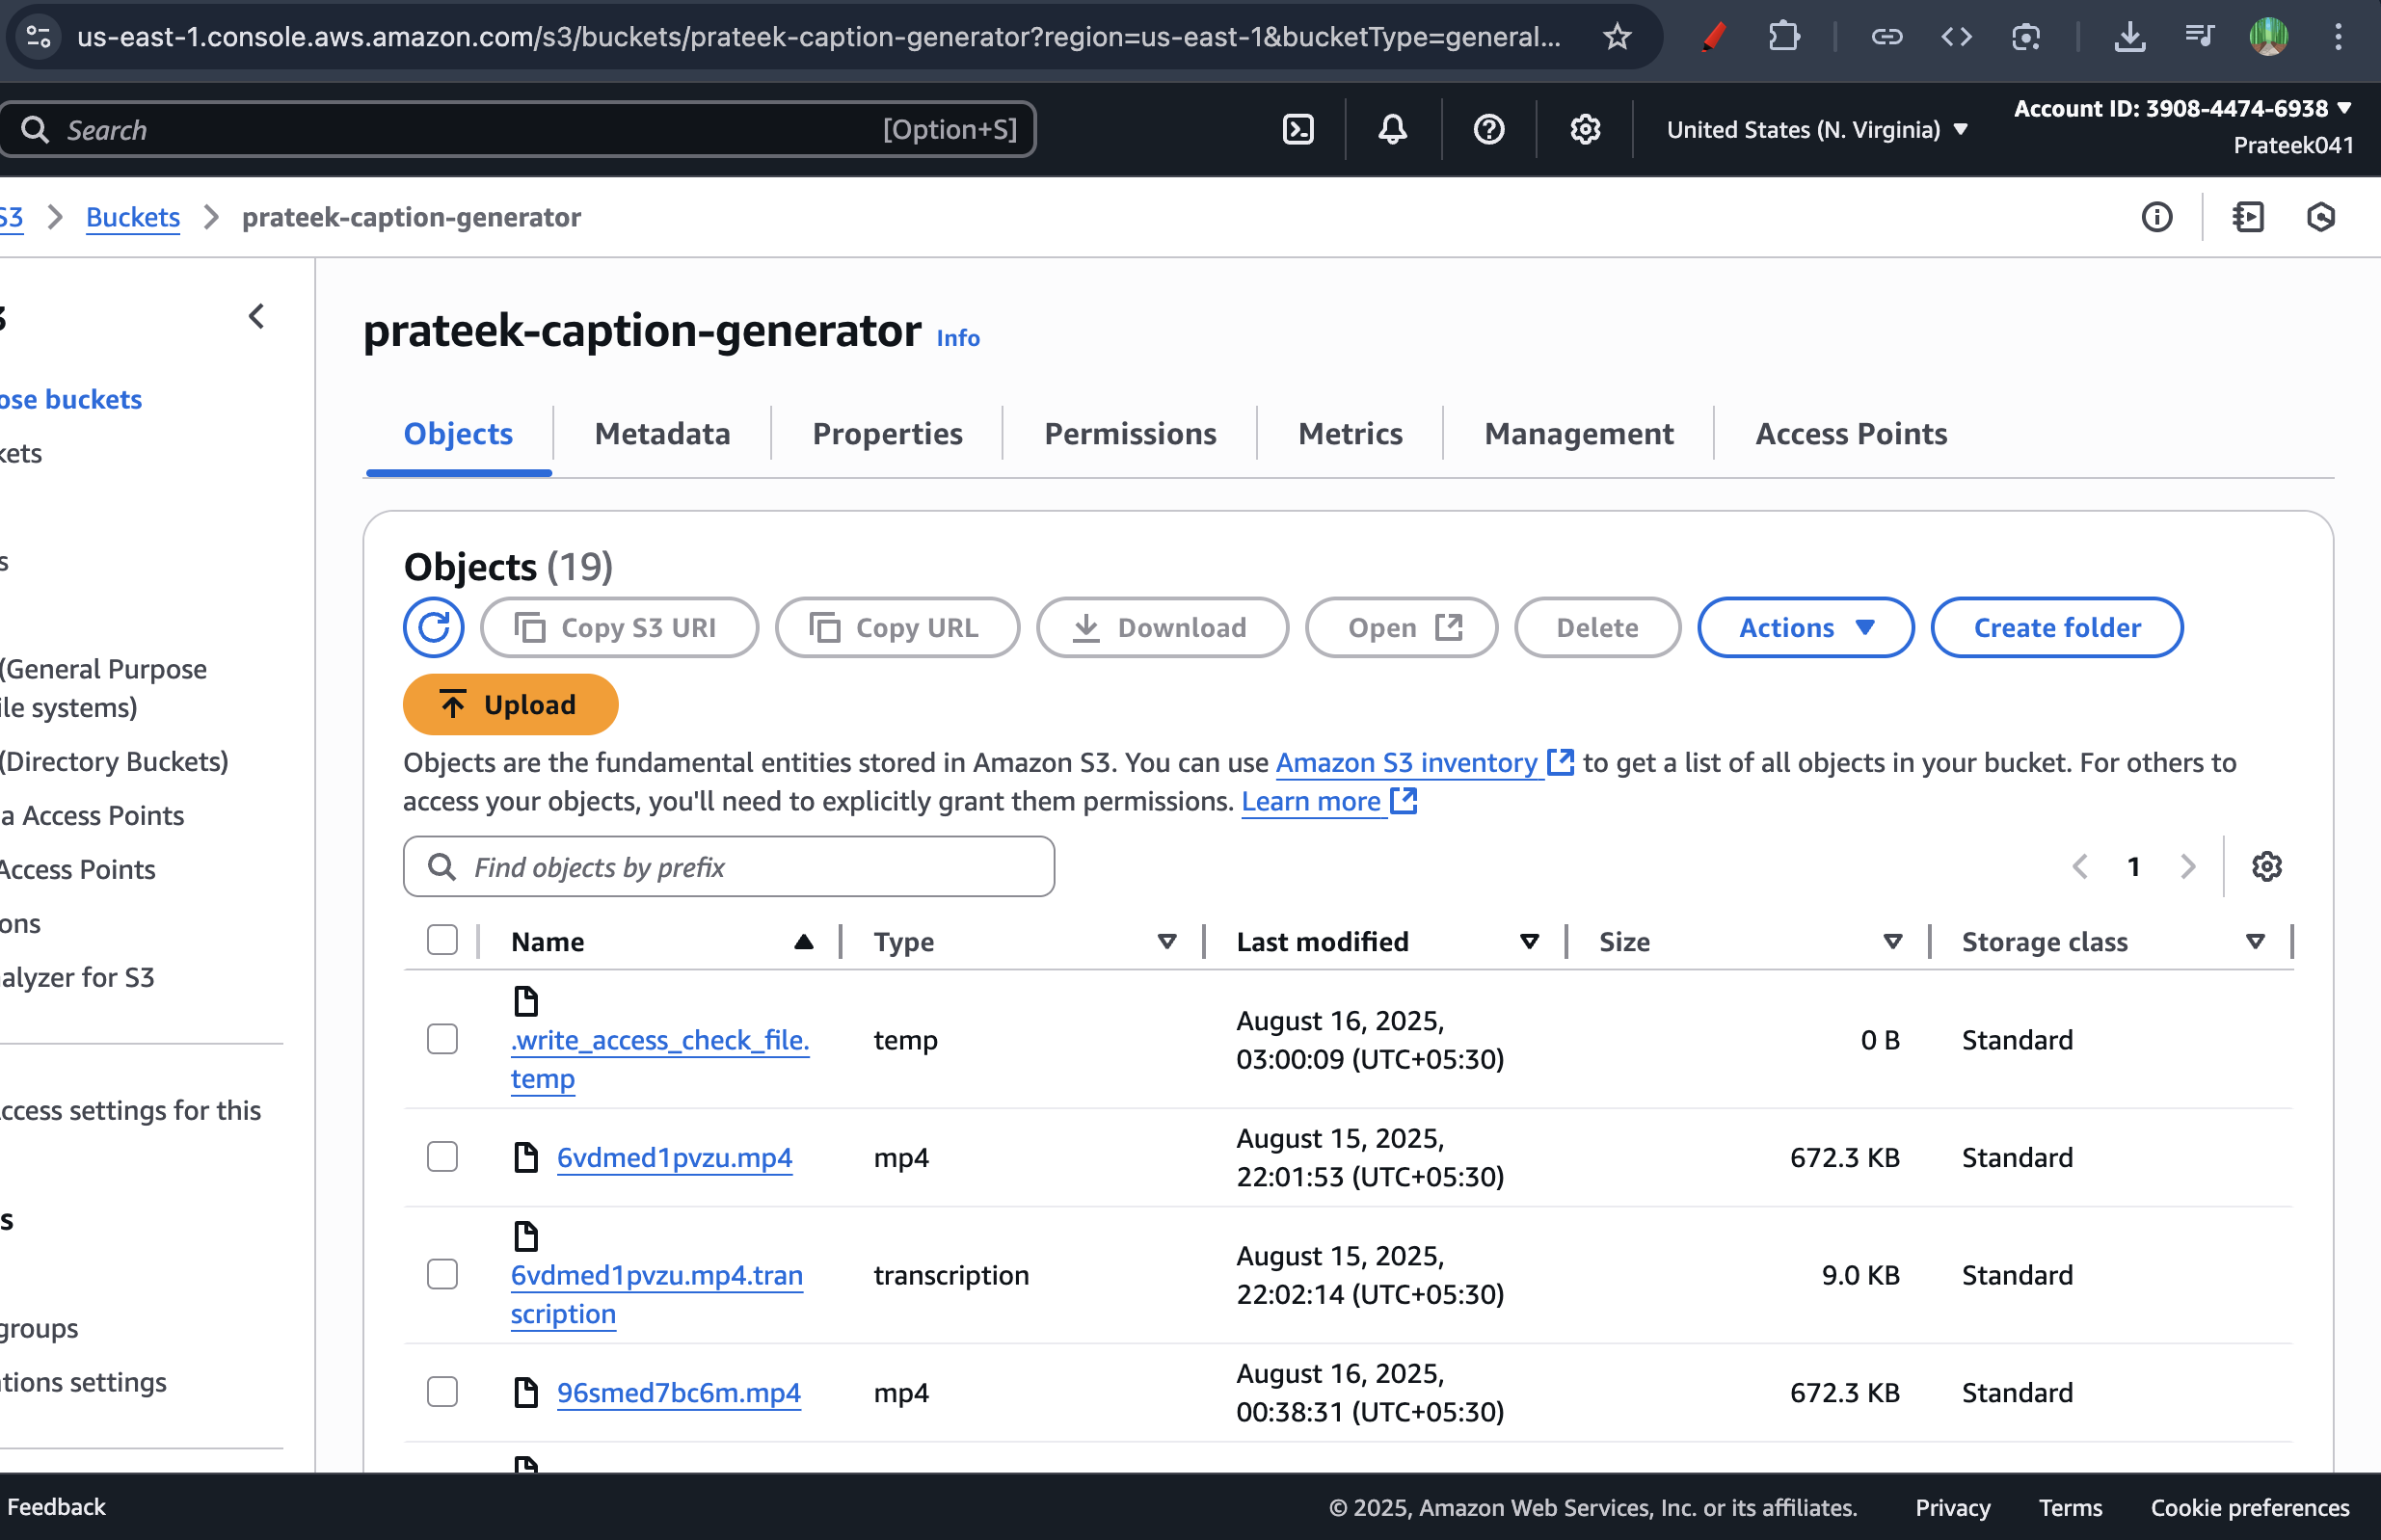 us-east-1.console.aws.amazon.com/s3/buckets/prateek-caption-generator?region=us-east-1&bucketType=general...
Search [Option+S]
United States (N. Virginia)
Account ID: 3908-4474-6938
Prateek041
S3 Buckets prateek-caption-generator
3
ose buckets
kets
s
(General Purpose
ile systems)
(Directory Buckets)
a Access Points
Access Points
ons
alyzer for S3
ccess settings for this
s
groups
tions settings
prateek-caption-generator Info
Objects Metadata Properties Permissions Metrics Management Access Points
Objects (19)
Copy S3 URI Copy URL Download Open Delete Actions Create folder
Upload
Objects are the fundamental entities stored in Amazon S3. You can use Amazon S3 inventory to get a list of all objects in your bucket. For others to
access your objects, you'll need to explicitly grant them permissions. Learn more
Find objects by prefix
1
Name Type Last modified Size Storage class
.write_access_check_file.
temp
temp
August 16, 2025,
03:00:09 (UTC+05:30)
0 B
Standard
6vdmed1pvzu.mp4
mp4
August 15, 2025,
22:01:53 (UTC+05:30)
672.3 KB
Standard
6vdmed1pvzu.mp4.tran
scription
transcription
August 15, 2025,
22:02:14 (UTC+05:30)
9.0 KB
Standard
96smed7bc6m.mp4
mp4
August 16, 2025,
00:38:31 (UTC+05:30)
672.3 KB
Standard
Feedback
© 2025, Amazon Web Services, Inc. or its affiliates. Privacy Terms Cookie preferences